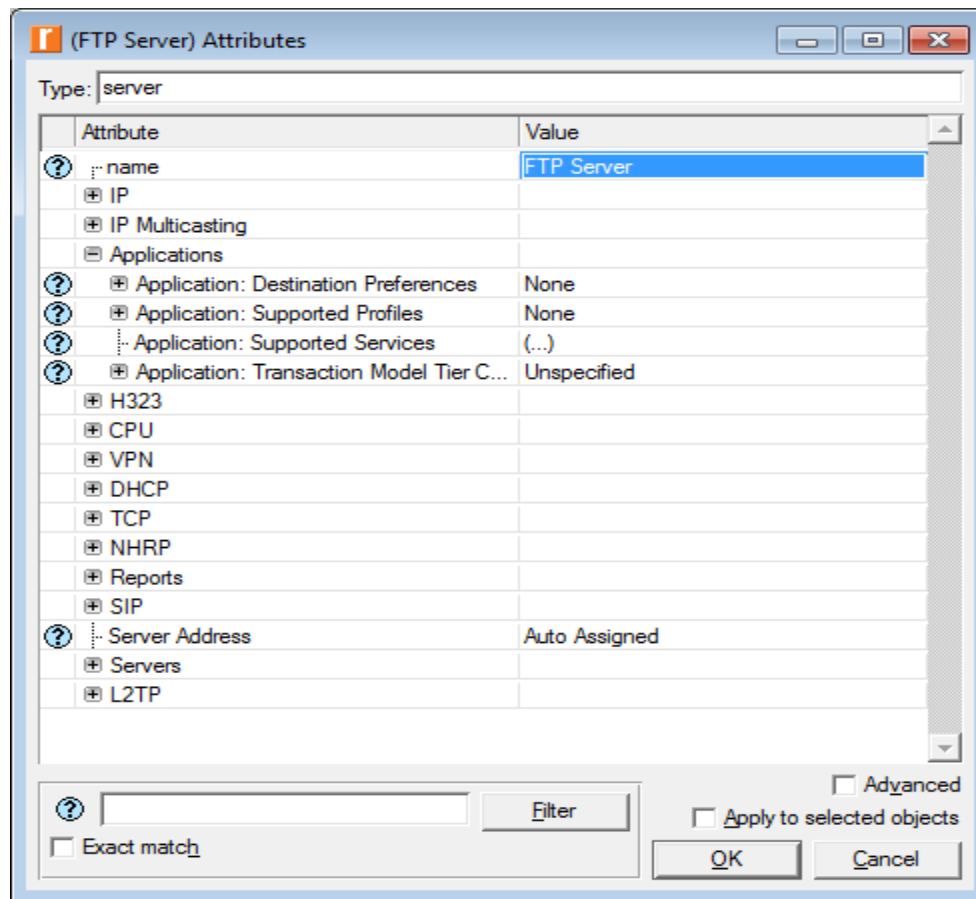 (FTP Server) Attributes
Type: server
Attribute Value
name FTP Server
IP
IP Multicasting
Applications
Application: Destination Preferences None
Application: Supported Profiles None
Application: Supported Services (...)
Application: Transaction Model Tier C... Unspecified
H323
CPU
VPN
DHCP
TCP
NHRP
Reports
SIP
Server Address Auto Assigned
Servers
L2TP
Advanced
Filter
Apply to selected objects
Exact match
OK Cancel